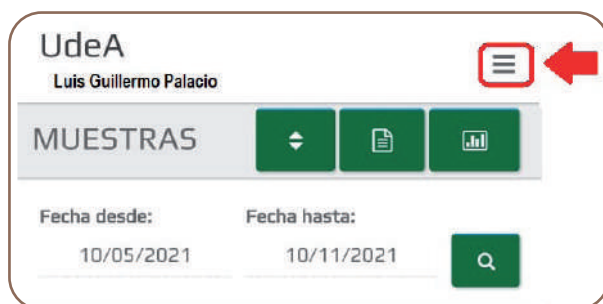 UdeA
Luis Guillermo Palacio
MUESTRAS
Fecha desde: Fecha hasta:
10/05/2021 10/11/2021